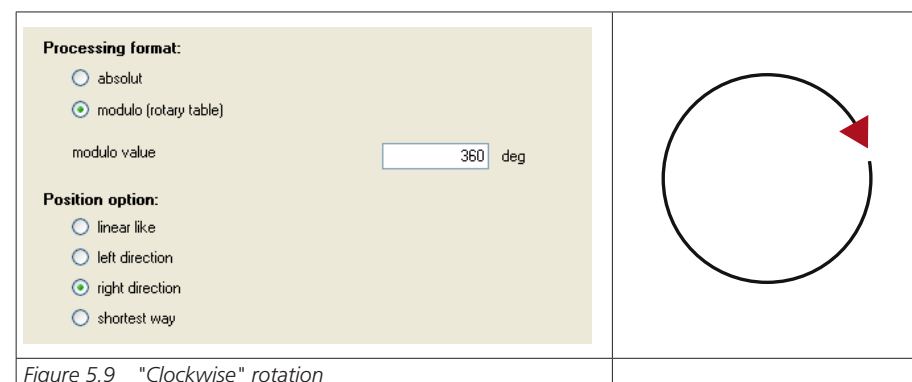 Processing format:
absolut
modulo (rotary table)
modulo value 360 deg
Position option:
linear like
left direction
right direction
shortest way
Figure 5.9 "Clockwise" rotation